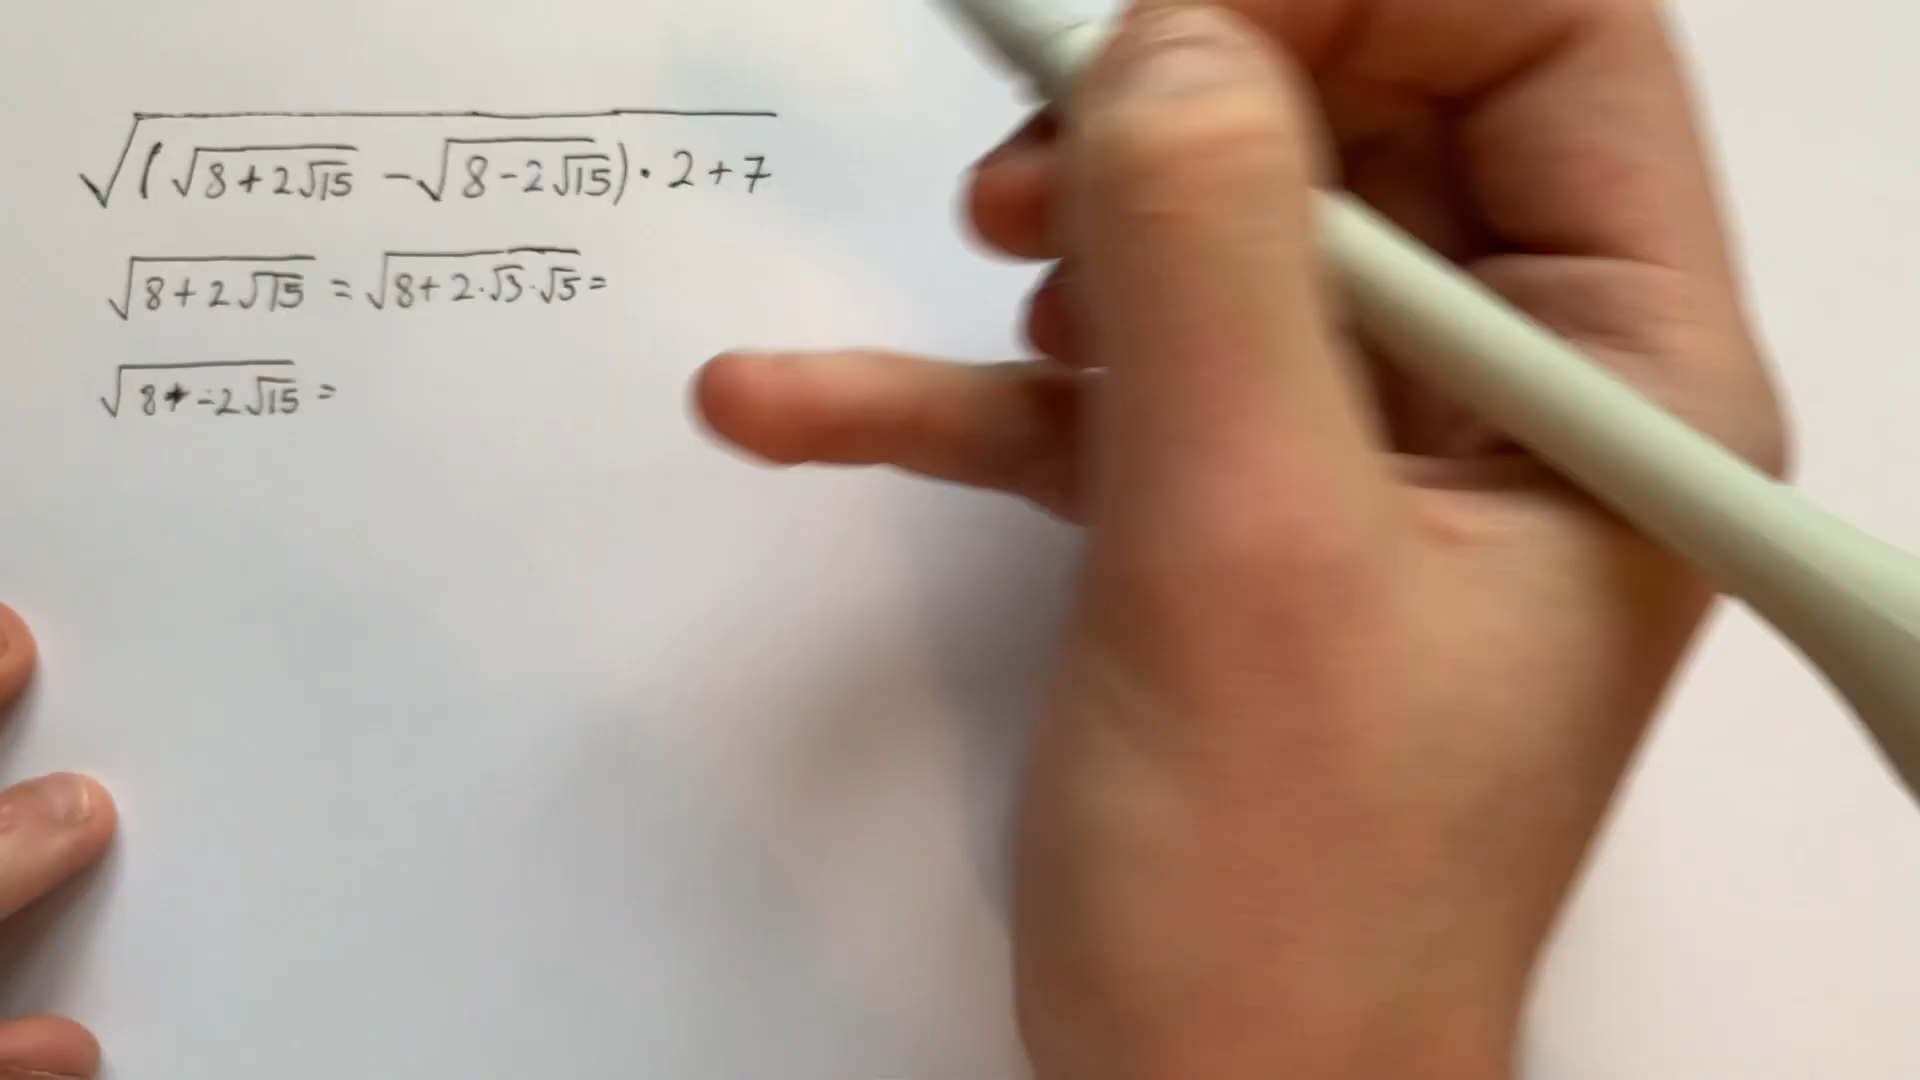 √((√(8+2√15) - √(8-2√15)) · 2+7)
√(8+2√15) = √(8+2·√3·√5) =
√(8+-2√15) =